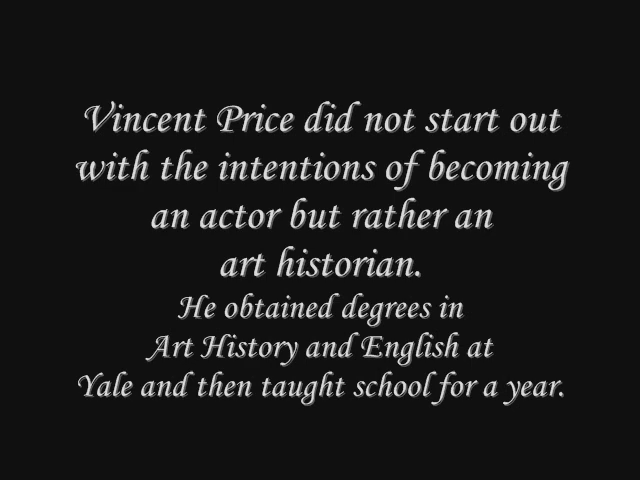 Vincent Price did not start out
with the intentions of becoming
an actor but rather an
art historian.
He obtained degrees in
Art History and English at
Yale and then taught school for a year.